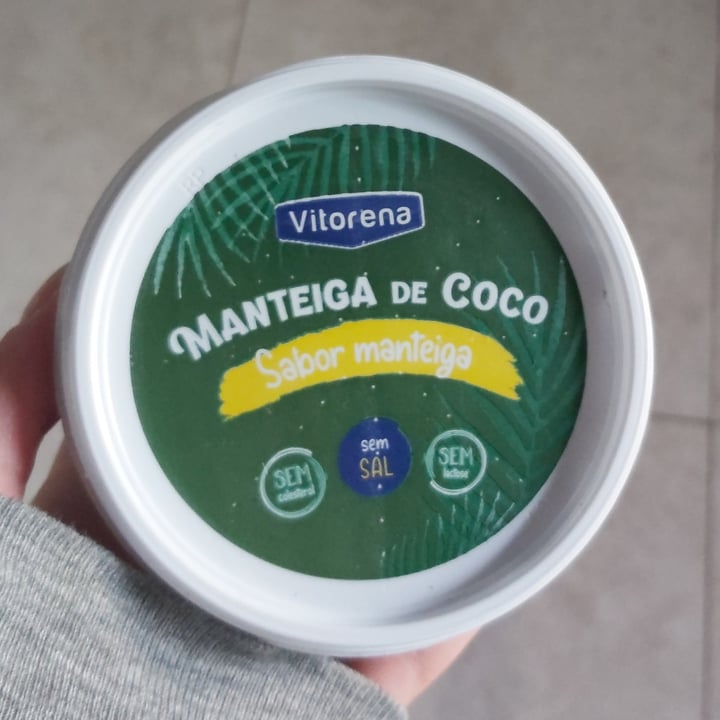 Vitorena
MANTEIGA DE COCO
Sabor manteiga
sem
SAL
SEM
colesterol
SEM
lactose